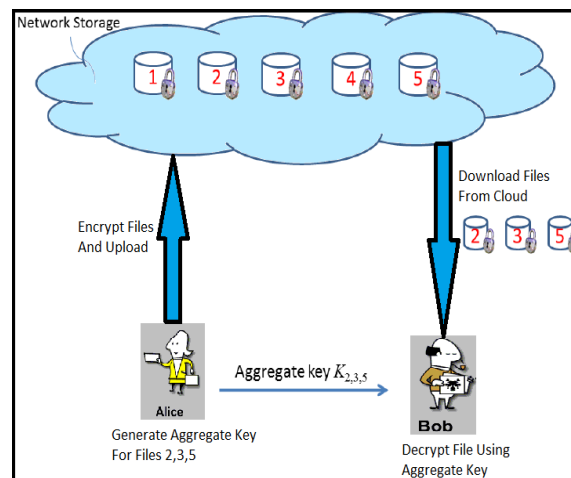 Network Storage
1 2 3 4 5
Download Files
From Cloud
2 3 5
Encrypt Files
And Upload
Aggregate key K2,3,5
Alice
Bob
Generate Aggregate Key
For Files 2,3,5
Decrypt File Using
Aggregate Key